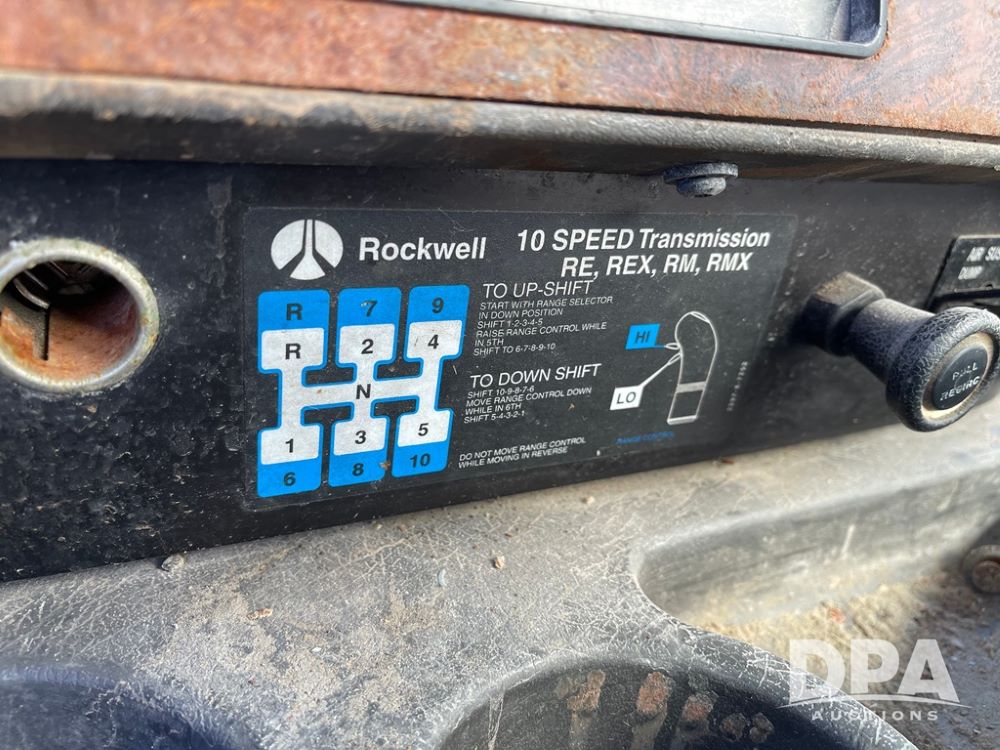 Rockwell
10 SPEED Transmission
RE, REX, RM, RMX
R 7 9
R 2 4
N
1 3 5
6 8 10
TO UP-SHIFT
START WITH RANGE SELECTOR
IN DOWN POSITION
SHIFT 1-2-3-4-5
RAISE RANGE CONTROL WHILE
IN 5TH
SHIFT TO 6-7-8-9-10
TO DOWN SHIFT
SHIFT 10-9-8-7-6
MOVE RANGE CONTROL DOWN
WHILE IN 6TH
SHIFT 5-4-3-2-1
DO NOT MOVE RANGE CONTROL
WHILE MOVING IN REVERSE
HI
LO
RANGE CONTROL
AIR SUS
DUMP
PULL
RECIRC
DPA
AUCTIONS